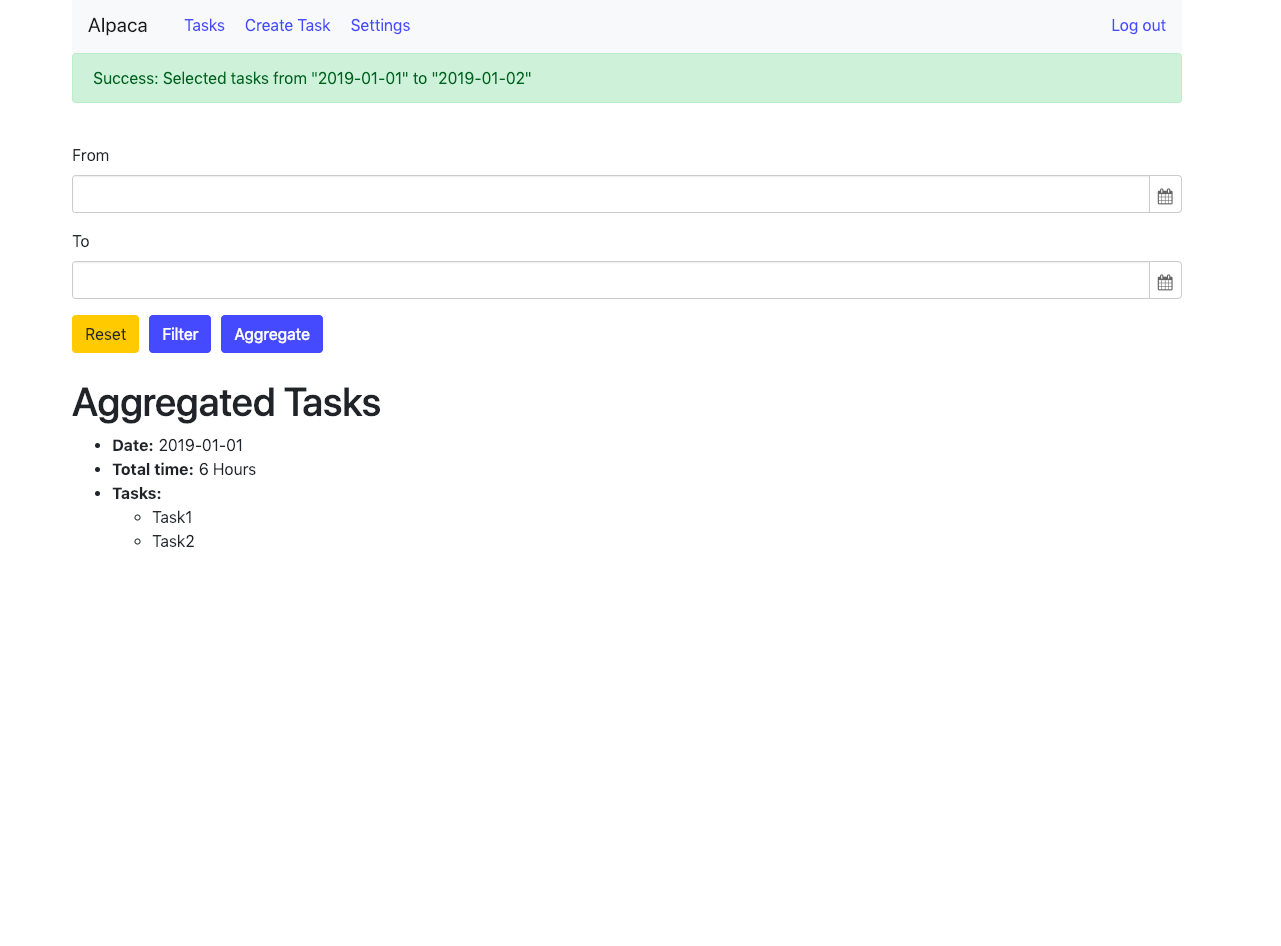 Alpaca Tasks Create Task Settings Log out
Success: Selected tasks from "2019-01-01" to "2019-01-02"
From
To
Reset Filter Aggregate
Aggregated Tasks
Date: 2019-01-01
Total time: 6 Hours
Tasks:
Task1
Task2